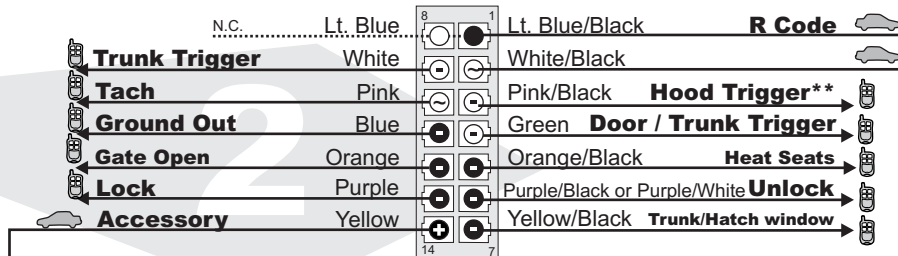 8 1
N.C. Lt. Blue Lt. Blue/Black R Code
Trunk Trigger White White/Black
Tach Pink Pink/Black Hood Trigger**
Ground Out Blue Green Door / Trunk Trigger
Gate Open Orange Orange/Black Heat Seats
Lock Purple Purple/Black or Purple/White Unlock
Accessory Yellow Yellow/Black Trunk/Hatch window
14 7
2